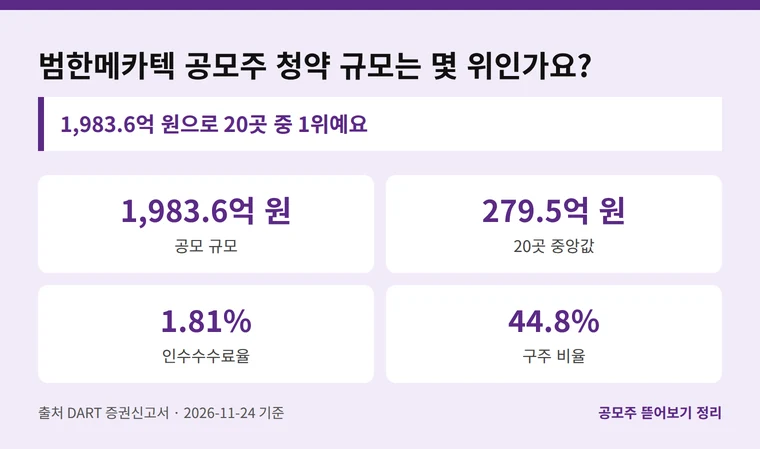 범한메카텍 공모주 청약 규모는 몇 위인가요?
1,983.6억 원으로 20곳 중 1위예요
1,983.6억 원
공모 규모
279.5억 원
20곳 중앙값
1.81%
인수수수료율
44.8%
구주 비율
출처 DART 증권신고서 · 2026-11-24 기준
공모주 뜯어보기 정리